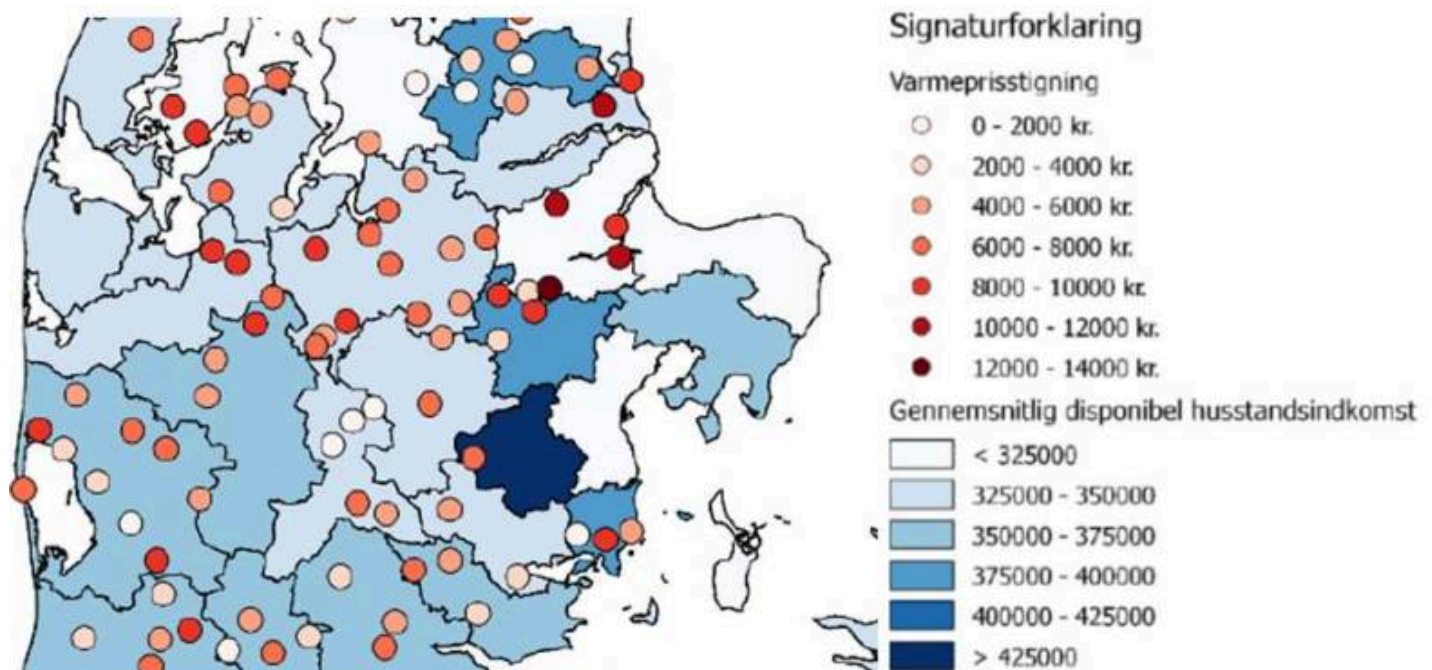 Signaturforklaring
Varmeprisstigning
0 - 2000 kr.
2000 - 4000 kr.
4000 - 6000 kr.
6000 - 8000 kr.
8000 - 10000 kr.
10000 - 12000 kr.
12000 - 14000 kr.
Gennemsnitlig disponibel husstandsindkomst
< 325000
325000 - 350000
350000 - 375000
375000 - 400000
400000 - 425000
> 425000